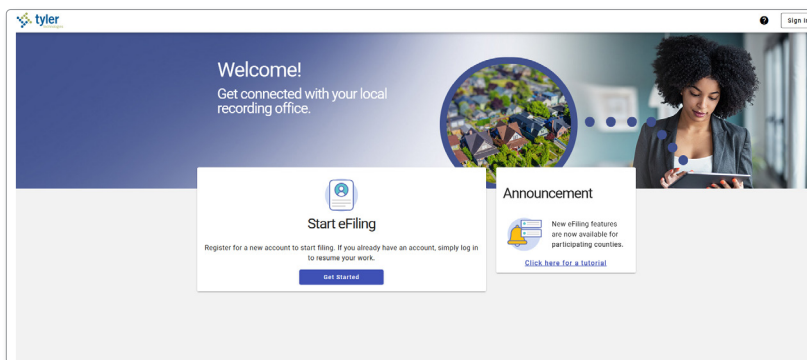 tyler
Sign In
Welcome!
Get connected with your local
recording office.
Start eFiling
Register for a new account to start filing. If you already have an account, simply log in
to resume your work.
Get Started
Announcement
New eFiling features
are now available for
participating counties.
Click here for a tutorial